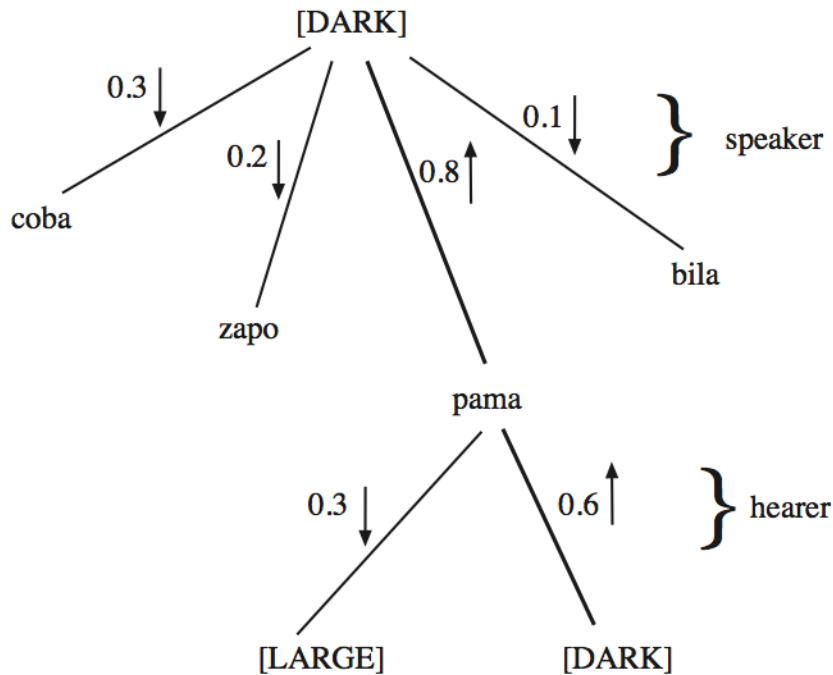 [DARK]
0.3
0.2
0.8
0.1
speaker
coba
bila
zapo
pama
0.3
0.6
hearer
[LARGE]
[DARK]